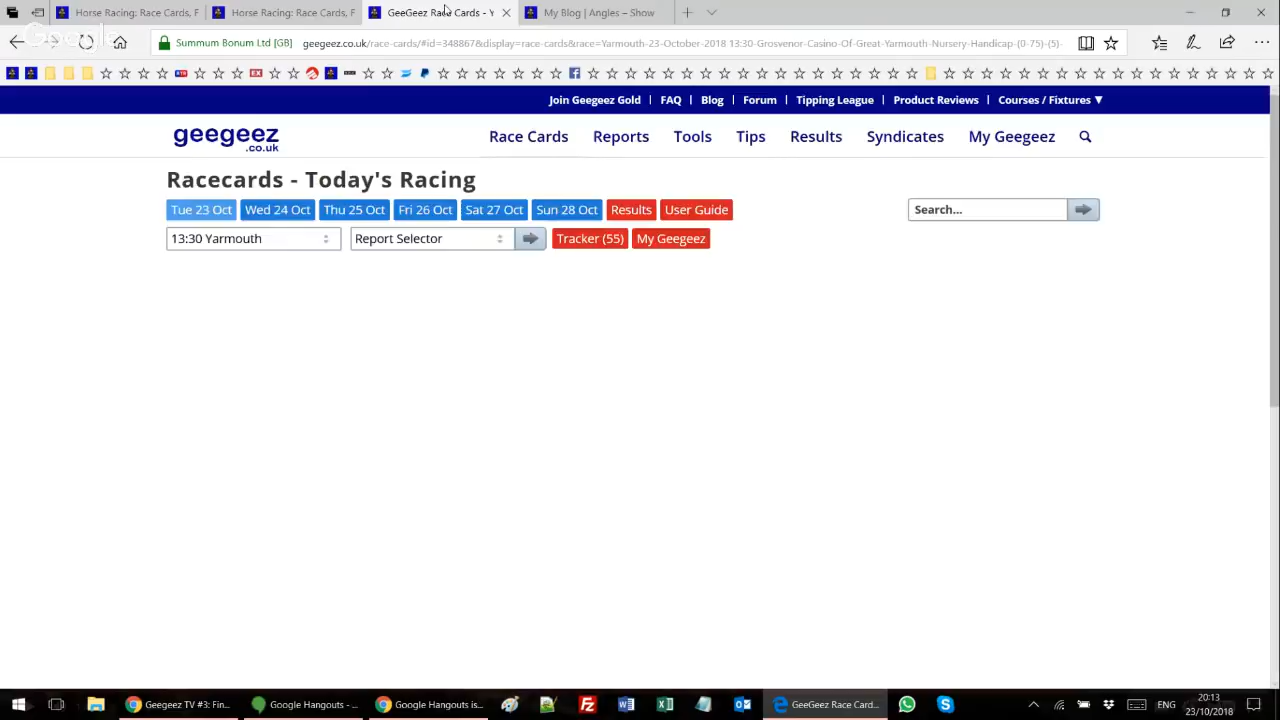 Horse Racing: Race Cards, F
Horse Racing: Race Cards, F
GeeGeez Race Cards - Y
My Blog | Angles – Show
Google
Summum Bonum Ltd [GB]
geegeez.co.uk/race-cards/#id=348867&display=race-cards&race=Yarmouth-23-October-2018 13:30-Grosvenor-Casino-Of-Great-Yarmouth-Nursery-Handicap-(0-75)-(5)-
Join Geegeez Gold | FAQ | Blog | Forum | Tipping League | Product Reviews | Courses / Fixtures ▼
geegeez
.co.uk
Race Cards Reports Tools Tips Results Syndicates My Geegeez
Racecards - Today's Racing
Tue 23 Oct Wed 24 Oct Thu 25 Oct Fri 26 Oct Sat 27 Oct Sun 28 Oct Results User Guide
Search...
13:30 Yarmouth Report Selector Tracker (55) My Geegeez
Geegeez TV #3: Fin...
Google Hangouts - ...
Google Hangouts is...
GeeGeez Race Card...
ENG
20:13
23/10/2018